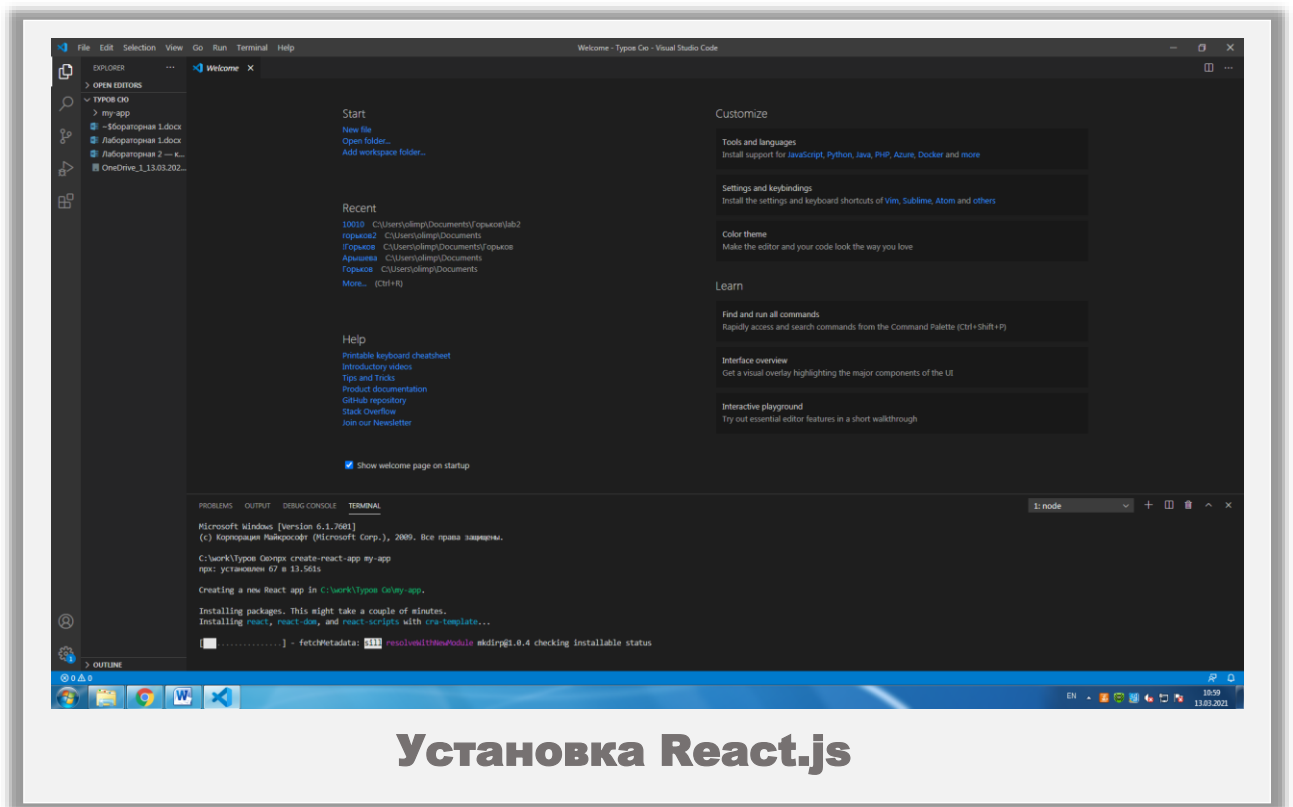 File Edit Selection View Go Run Terminal Help
Welcome - Туров Сю - Visual Studio Code
EXPLORER ···
Welcome
> OPEN EDITORS
ТУРОВ СЮ
> my-app
~$бораторная 1.docx
Лабораторная 1.docx
Лабораторная 2 — к...
OneDrive_1_13.03.202...
> OUTLINE
Start
New file
Open folder...
Add workspace folder...
Recent
10010 C:\Users\olimp\Documents\Горьков\lab2
горьков2 C:\Users\olimp\Documents
!Горьков C:\Users\olimp\Documents\Горьков
Арышева C:\Users\olimp\Documents
Горьков C:\Users\olimp\Documents
More... (Ctrl+R)
Help
Printable keyboard cheatsheet
Introductory videos
Tips and Tricks
Product documentation
GitHub repository
Stack Overflow
Join our Newsletter
Show welcome page on startup
Customize
Tools and languages
Install support for JavaScript, Python, Java, PHP, Azure, Docker and more
Settings and keybindings
Install the settings and keyboard shortcuts of Vim, Sublime, Atom and others
Color theme
Make the editor and your code look the way you love
Learn
Find and run all commands
Rapidly access and search commands from the Command Palette (Ctrl+Shift+P)
Interface overview
Get a visual overlay highlighting the major components of the UI
Interactive playground
Try out essential editor features in a short walkthrough
PROBLEMS OUTPUT DEBUG CONSOLE TERMINAL
1: node
Microsoft Windows [Version 6.1.7601]
(c) Корпорация Майкрософт (Microsoft Corp.), 2009. Все права защищены.
C:\work\Туров Сю>npx create-react-app my-app
npx: установлен 67 в 13.561s
Creating a new React app in C:\work\Туров Сю\my-app.
Installing packages. This might take a couple of minutes.
Installing react, react-dom, and react-scripts with cra-template...
[ ..............] - fetchMetadata: sill resolveWithNewModule mkdirp@1.0.4 checking installable status
0 0
EN
10:59
13.03.2021
Установка React.js